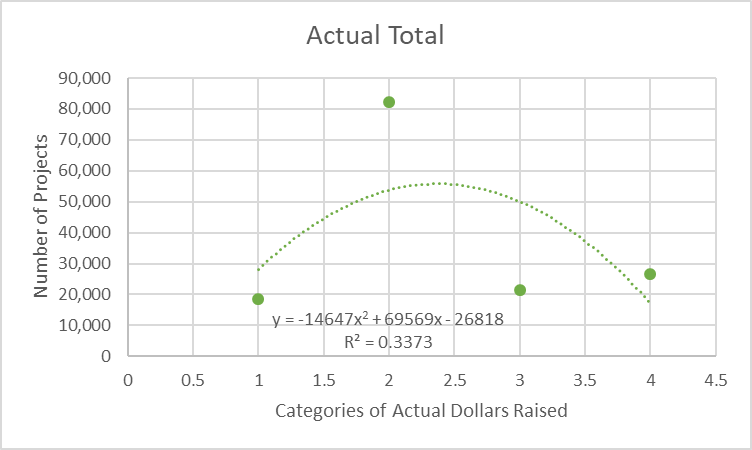 Actual Total
90,000
80,000
70,000
60,000
50,000
40,000
30,000
20,000
10,000
0
Number of Projects
y = -14647x² + 69569x - 26818
R² = 0.3373
0 0.5 1 1.5 2 2.5 3 3.5 4 4.5
Categories of Actual Dollars Raised